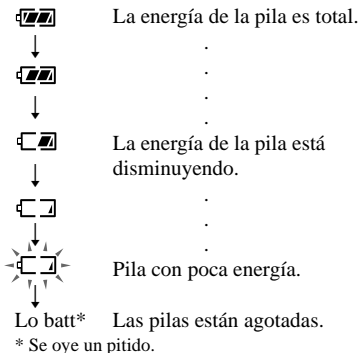 La energía de la pila es total.
.
.
.
.
La energía de la pila está
disminuyendo.
.
.
.
Pila con poca energía.
Lo batt* Las pilas están agotadas.
* Se oye un pitido.